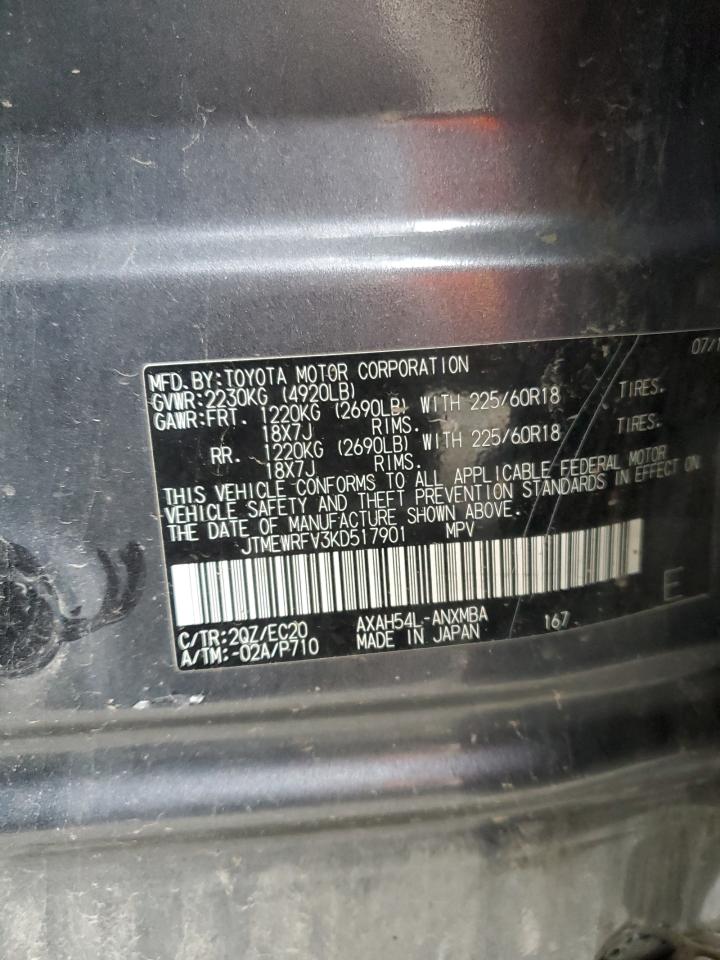 07/1
MFD.BY:TOYOTA MOTOR CORPORATION
GVWR:2230KG (4920LB)
GAWR:FRT. 1220KG (2690LB) WITH 225/60R18 TIRES.
18X7J RIMS.
RR. 1220KG (2690LB) WITH 225/60R18 TIRES.
18X7J RIMS.
THIS VEHICLE CONFORMS TO ALL APPLICABLE FEDERAL MOTOR
VEHICLE SAFETY AND THEFT PREVENTION STANDARDS IN EFFECT ON
THE DATE OF MANUFACTURE SHOWN ABOVE.
JTMEWRFV3KD517901 MPV
C/TR:2QZ/EC20 AXAH54L-ANXMBA 167
A/TM:-02A/P710 MADE IN JAPAN
E